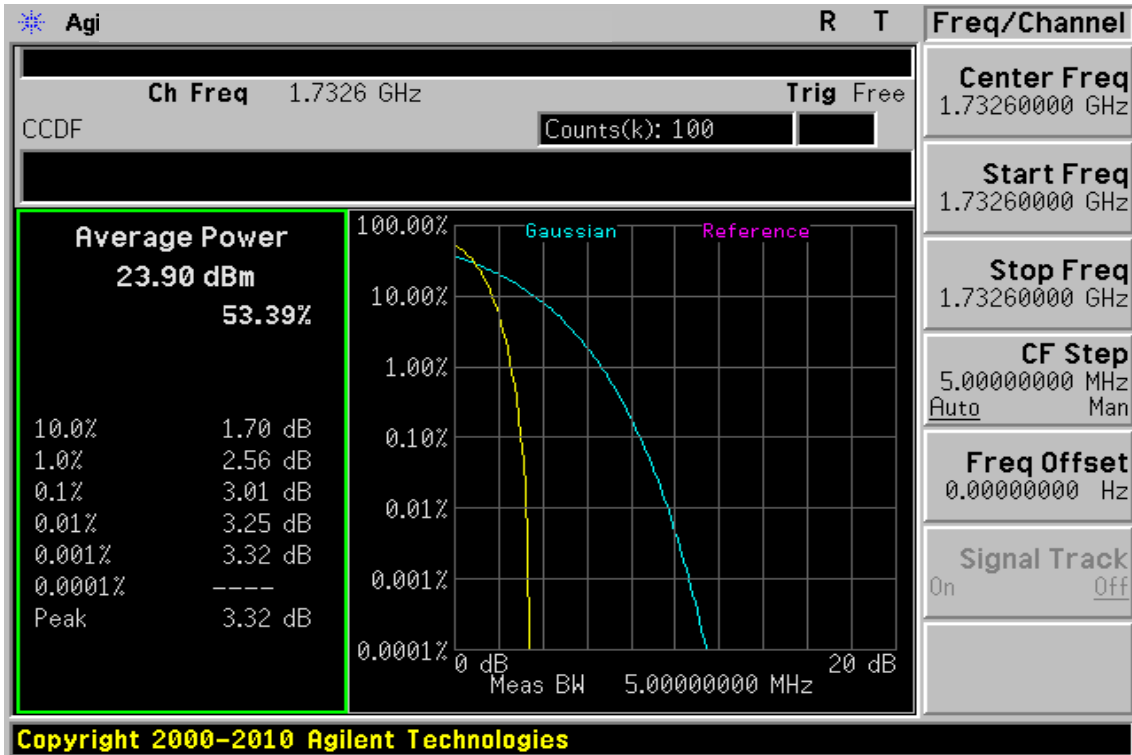 Agi R T
Ch Freq 1.7326 GHz Trig Free
CCDF Counts(k): 100
Average Power
23.90 dBm
53.39%
10.0% 1.70 dB
1.0% 2.56 dB
0.1% 3.01 dB
0.01% 3.25 dB
0.001% 3.32 dB
0.0001% ----
Peak 3.32 dB
Gaussian Reference
100.00%
10.00%
1.00%
0.10%
0.01%
0.001%
0.0001%
0 dB 20 dB
Meas BW 5.00000000 MHz
Freq/Channel
Center Freq
1.73260000 GHz
Start Freq
1.73260000 GHz
Stop Freq
1.73260000 GHz
CF Step
5.00000000 MHz
Auto Man
Freq Offset
0.00000000 Hz
Signal Track
On Off
Copyright 2000-2010 Agilent Technologies